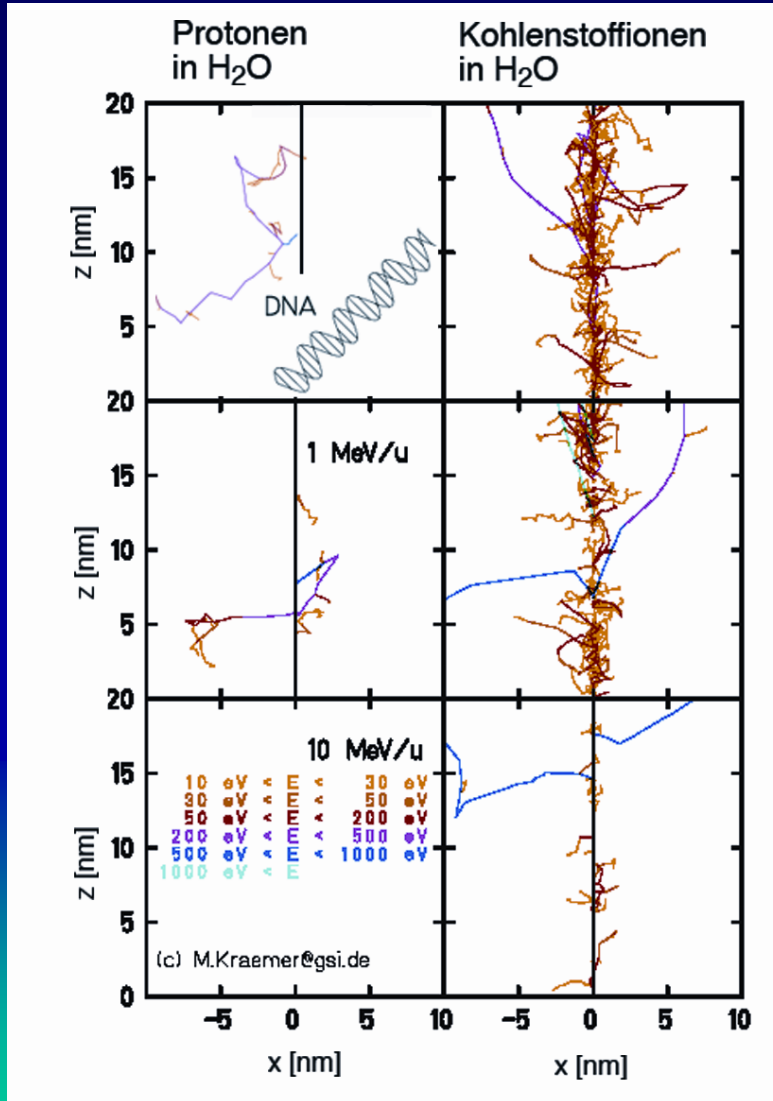 Protonen
in H₂O
Kohlenstoffionen
in H₂O
20
15
10
5
z [nm]
DNA
20
15
10
5
z [nm]
1 MeV/u
20
15
10
5
0
z [nm]
10 MeV/u
10 eV < E < 30 eV
30 eV < E < 50 eV
50 eV < E < 200 eV
200 eV < E < 500 eV
500 eV < E < 1000 eV
1000 eV < E
(c) M.Kraemer@gsi.de
-5 0 5 10 -5 0 5 10
x [nm] x [nm]